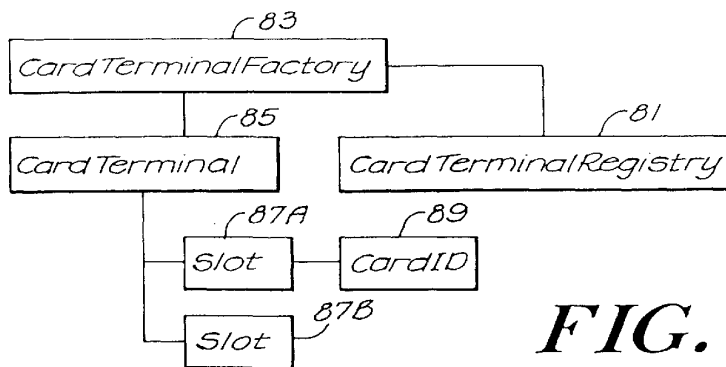 83
CardTerminalFactory
85
81
CardTerminal
CardTerminalRegistry
87A
89
Slot
CardID
87B
Slot
FIG.